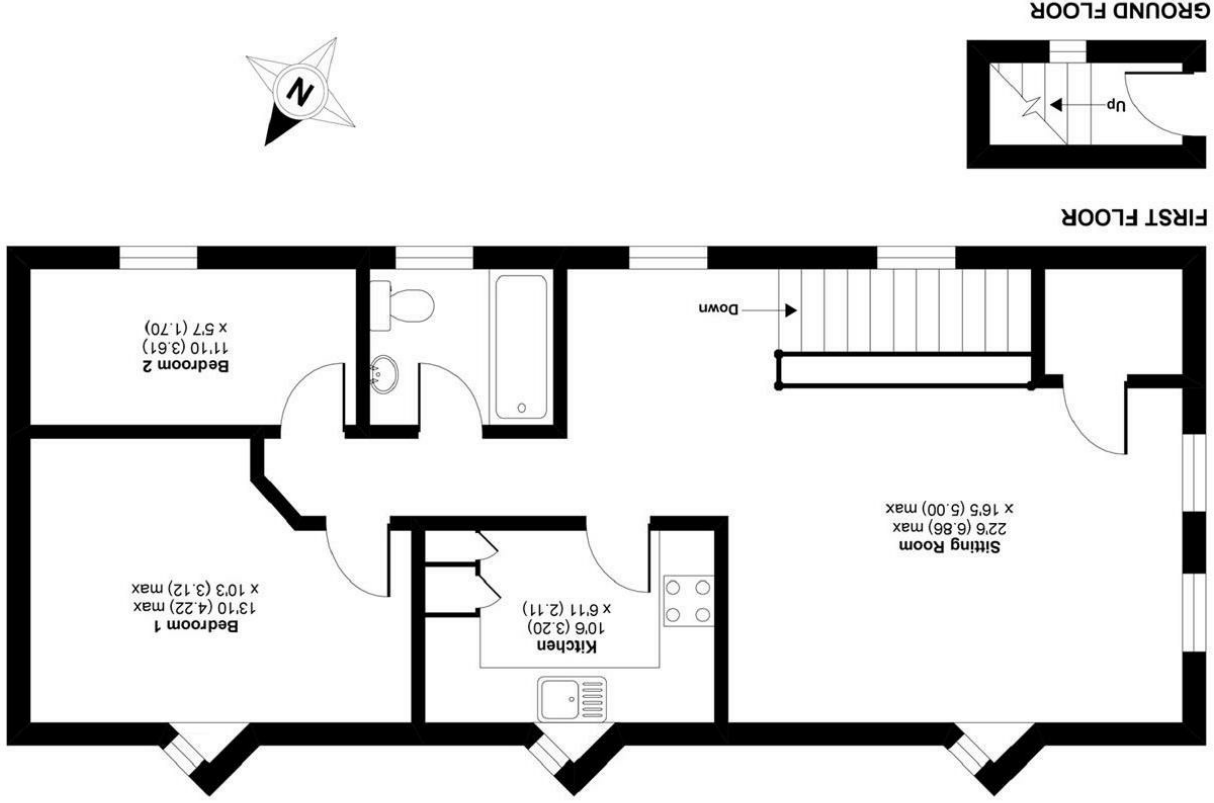 Bedroom 1
13'10 (4.22) max
x 10'3 (3.12) max
Kitchen
10'6 (3.20)
x 6'11 (2.11)
Sitting Room
22'6 (6.86) max
x 16'5 (5.00) max
Bedroom 2
11'10 (3.61)
x 5'7 (1.70)
Down
FIRST FLOOR
Up
N
GROUND FLOOR